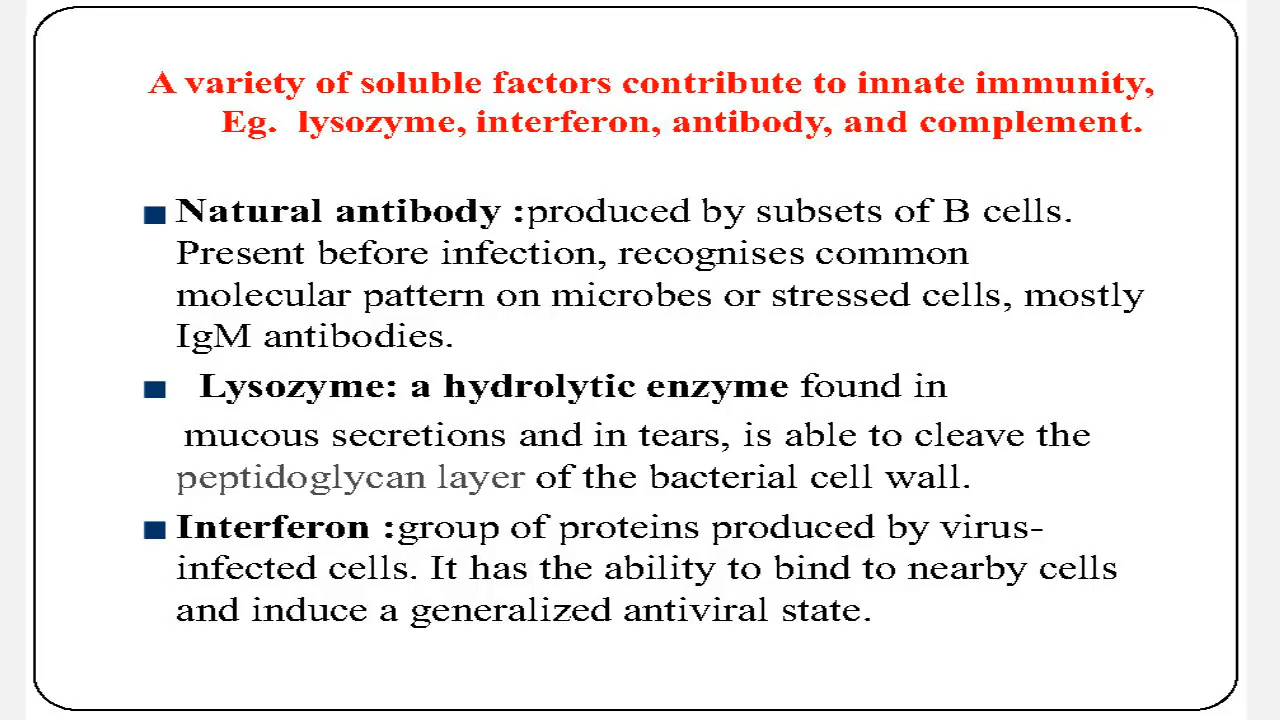 A variety of soluble factors contribute to innate immunity,
Eg. lysozyme, interferon, antibody, and complement.
Natural antibody :produced by subsets of B cells.
Present before infection, recognises common
molecular pattern on microbes or stressed cells, mostly
IgM antibodies.
Lysozyme: a hydrolytic enzyme found in
mucous secretions and in tears, is able to cleave the
peptidoglycan layer of the bacterial cell wall.
Interferon :group of proteins produced by virus-
infected cells. It has the ability to bind to nearby cells
and induce a generalized antiviral state.